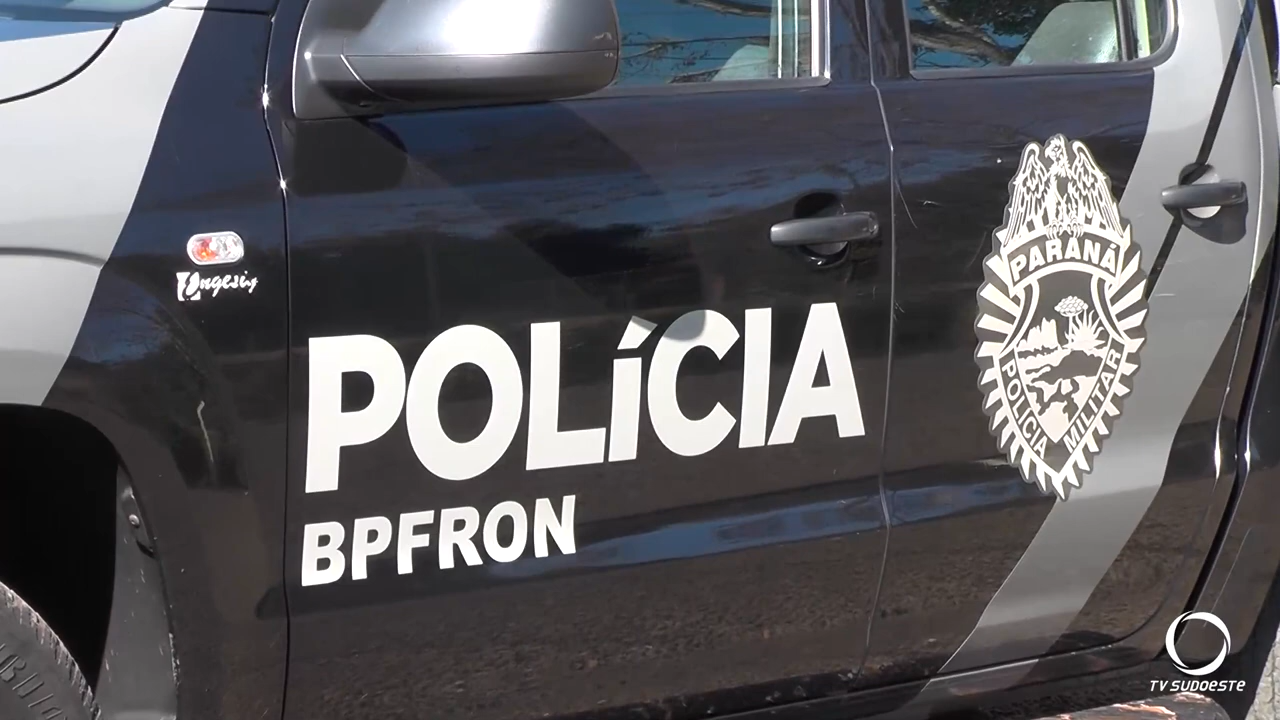 POLÍCIA
BPFRON
PARANÁ
POLÍCIA MILITAR
TV SUDOESTE